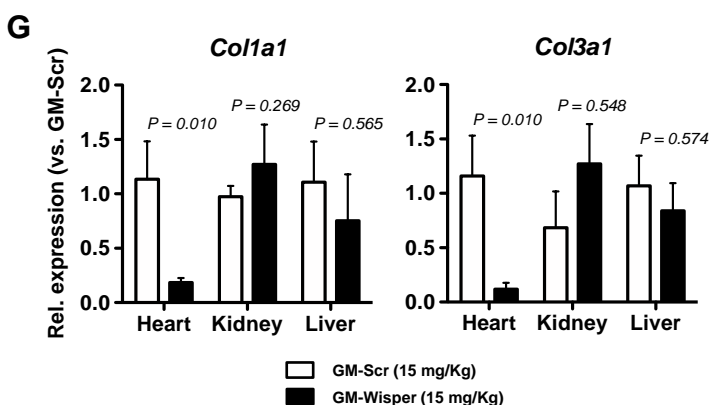 G
Col1a1
Col3a1
Rel. expression (vs. GM-Scr)
2.0
1.5
1.0
0.5
0.0
P = 0.010
P = 0.269
P = 0.565
Heart
Kidney
Liver
2.0
1.5
1.0
0.5
0.0
P = 0.010
P = 0.548
P = 0.574
Heart
Kidney
Liver
GM-Scr (15 mg/Kg)
GM-Wisper (15 mg/Kg)